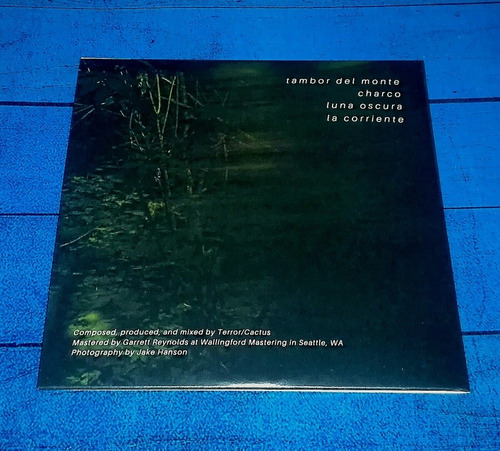 tambor del monte
charco
luna oscura
la corriente
Composed, produced, and mixed by Terror/Cactus
Mastered by Garrett Reynolds at Wallingford Mastering in Seattle, WA
Photography by Jake Hanson